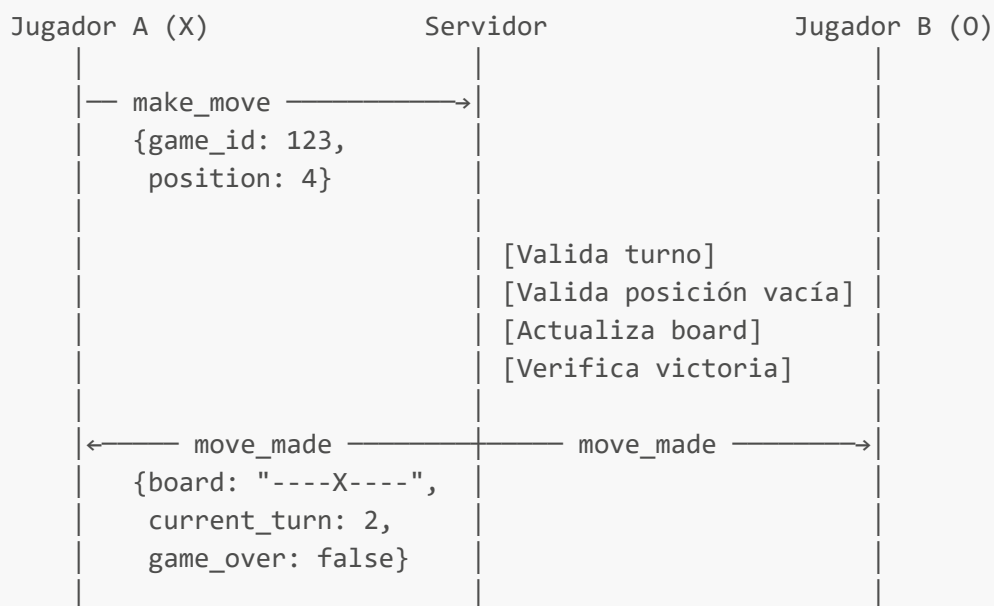 Jugador A (X) Servidor Jugador B (O)
make_move
{game_id: 123,
position: 4}
[Valida turno]
[Valida posición vacía]
[Actualiza board]
[Verifica victoria]
move_made move_made
{board: "----X----",
current_turn: 2,
game_over: false}